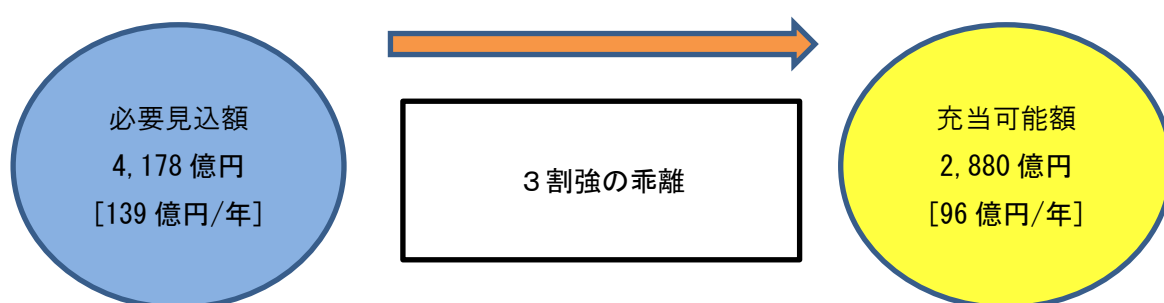 必要見込額
4,178 億円
[139 億円/年]
3割強の乖離
充当可能額
2,880 億円
[96 億円/年]